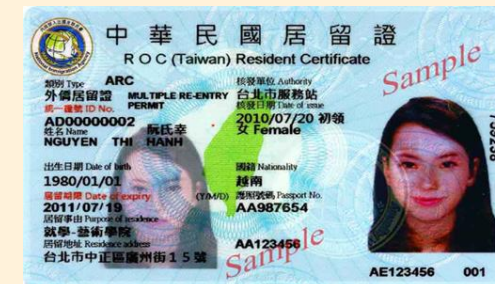 中華民國居留證
ROC (Taiwan) Resident Certificate
類別 Type ARC
外僑居留證 MULTIPLE RE-ENTRY PERMIT
核發單位 Authority
台北市服務站
統一證號 ID No.
AD00000002
核發日期 Date of issue
2010/07/20 初領
姓名 Name 阮氏幸
NGUYEN THI HANH
女 Female
出生日期 Date of birth
1980/01/01
國籍 Nationality
越南
居留期限 Date of expiry (Y/M/D)
2011/07/19
護照號碼 Passport No.
AA987654
居留事由 Purpose of residence
就學-藝術學院
居留地址 Residence address
台北市中正區廣州街15號
AA123456
Sample
Sample
AE123456 001